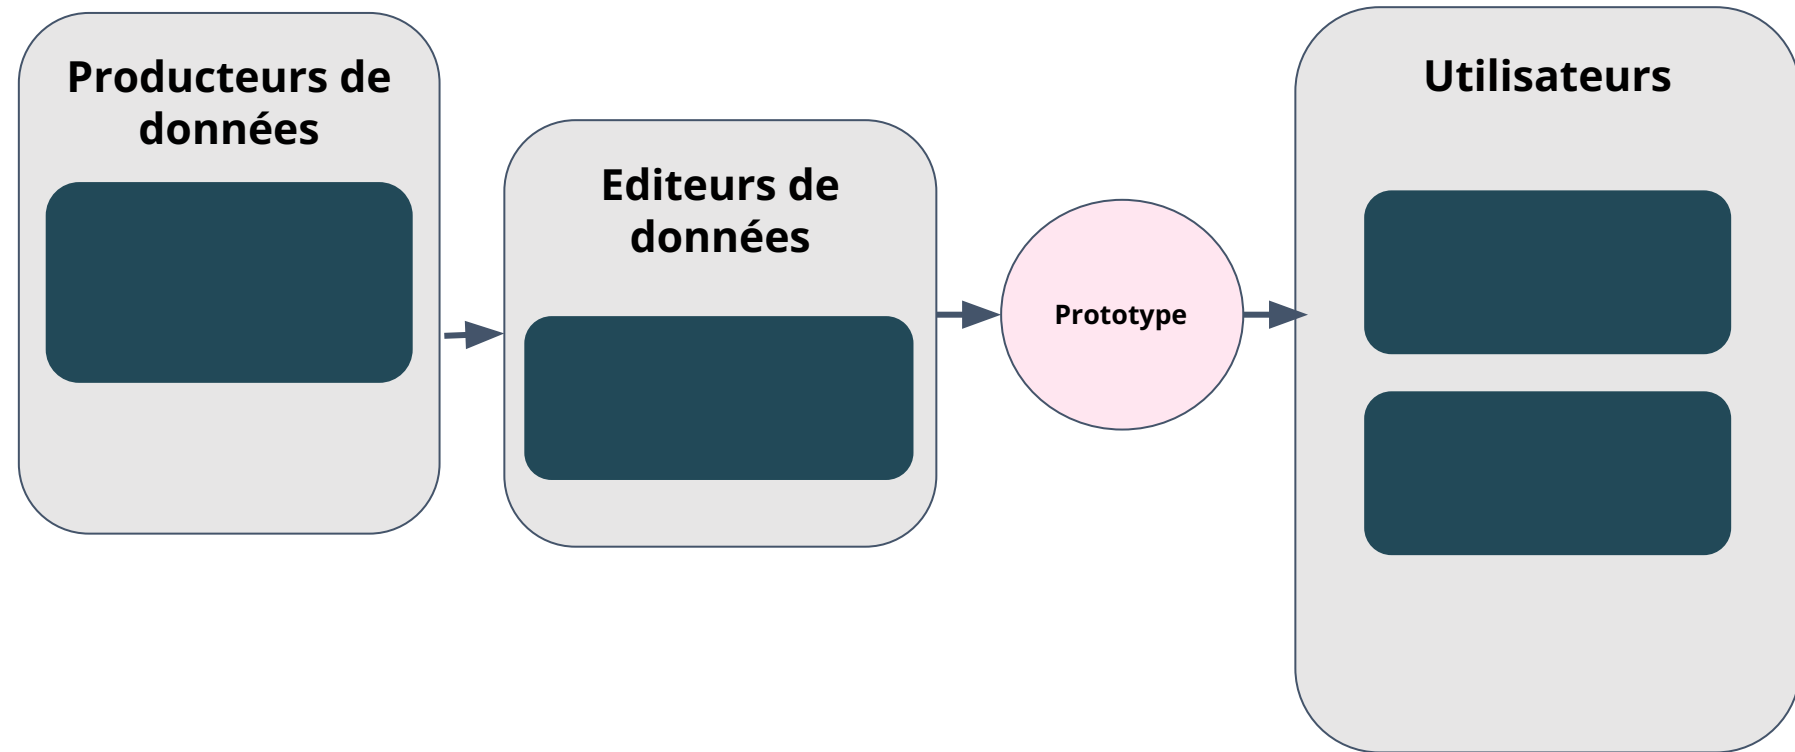 Producteurs de
données
Editeurs de
données
Prototype
Utilisateurs